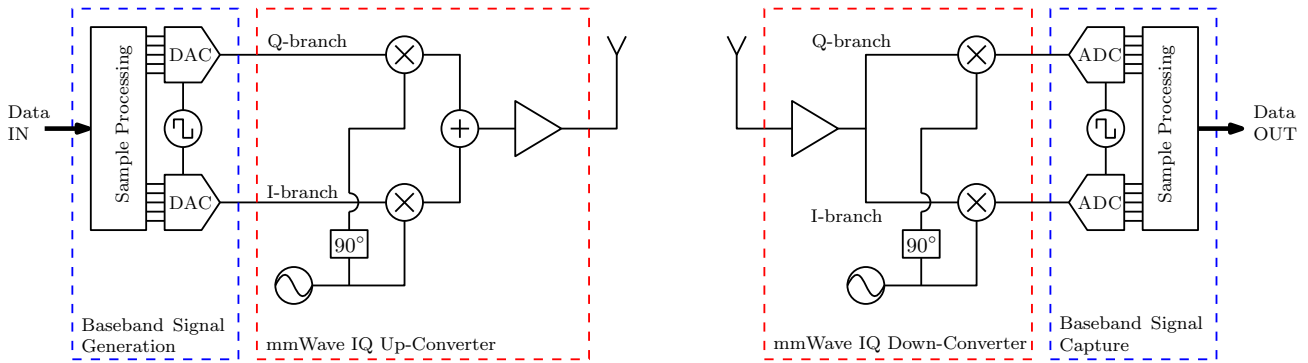 Data
IN
Sample Processing
DAC
DAC
Baseband Signal
Generation
Q-branch
I-branch
90°
mmWave IQ Up-Converter
Q-branch
I-branch
90°
mmWave IQ Down-Converter
ADC
ADC
Sample Processing
Baseband Signal
Capture
Data
OUT